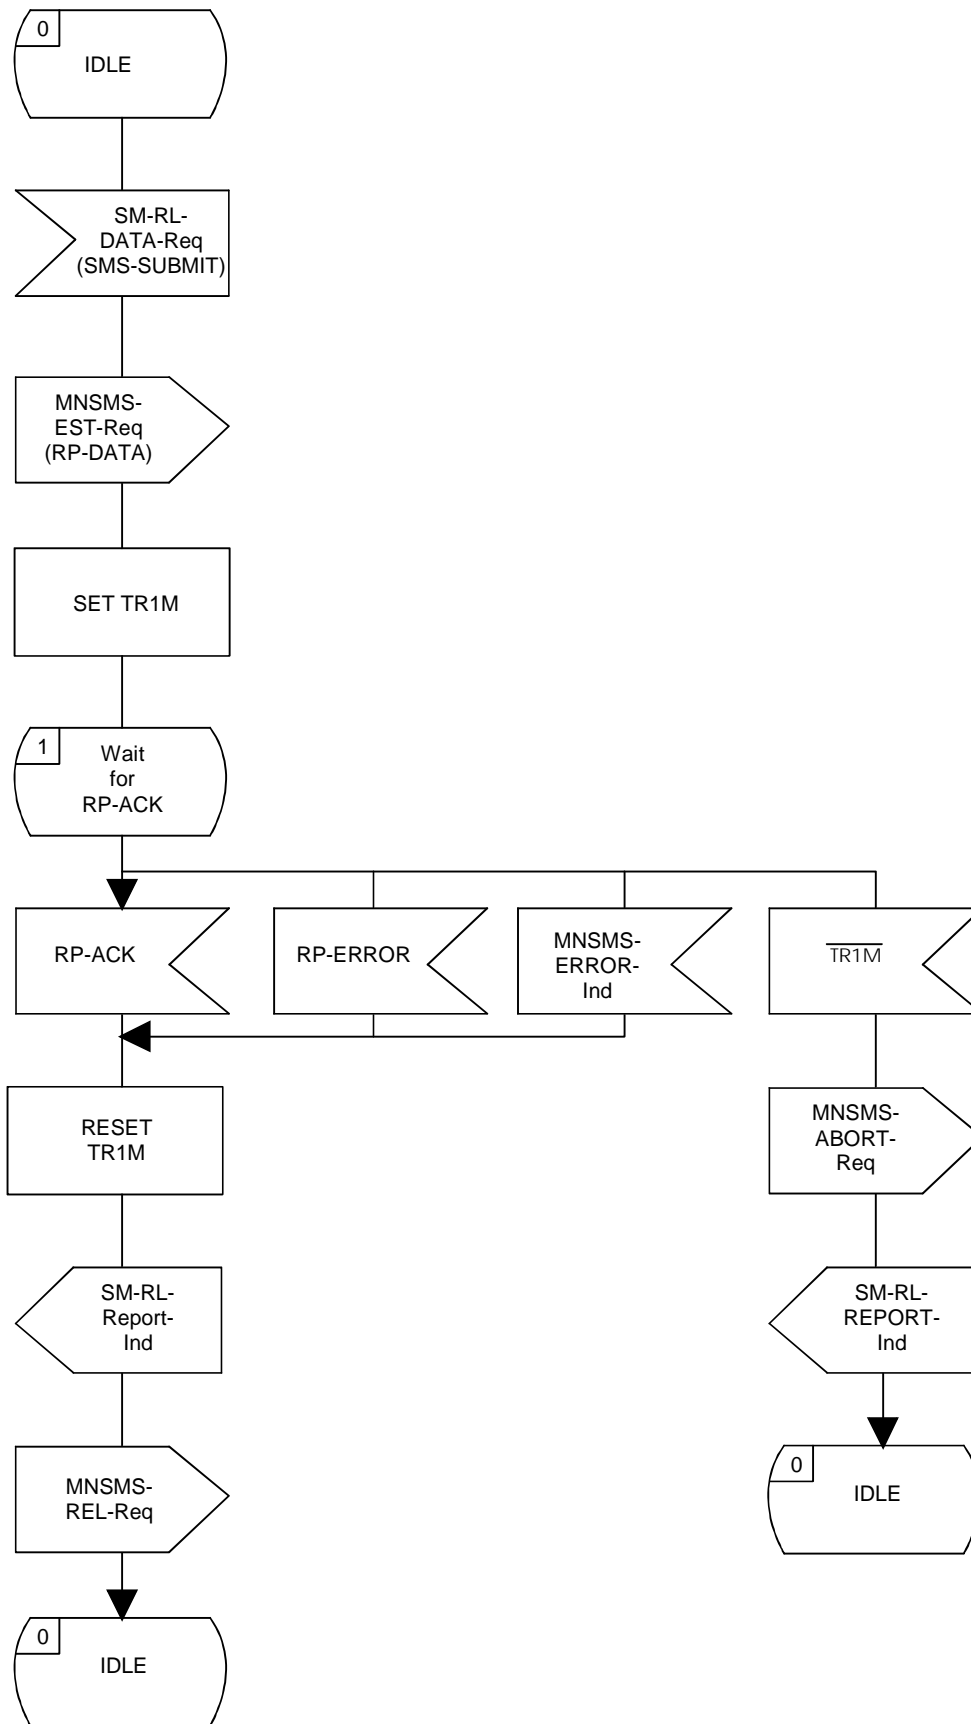 0
IDLE
SM-RL-
DATA-Req
(SMS-SUBMIT)
MNSMS-
EST-Req
(RP-DATA)
SET TR1M
1
Wait
for
RP-ACK
RP-ACK
RP-ERROR
MNSMS-
ERROR-
Ind
TR1M
RESET
TR1M
MNSMS-
ABORT-
Req
SM-RL-
Report-
Ind
SM-RL-
REPORT-
Ind
MNSMS-
REL-Req
0
IDLE
0
IDLE